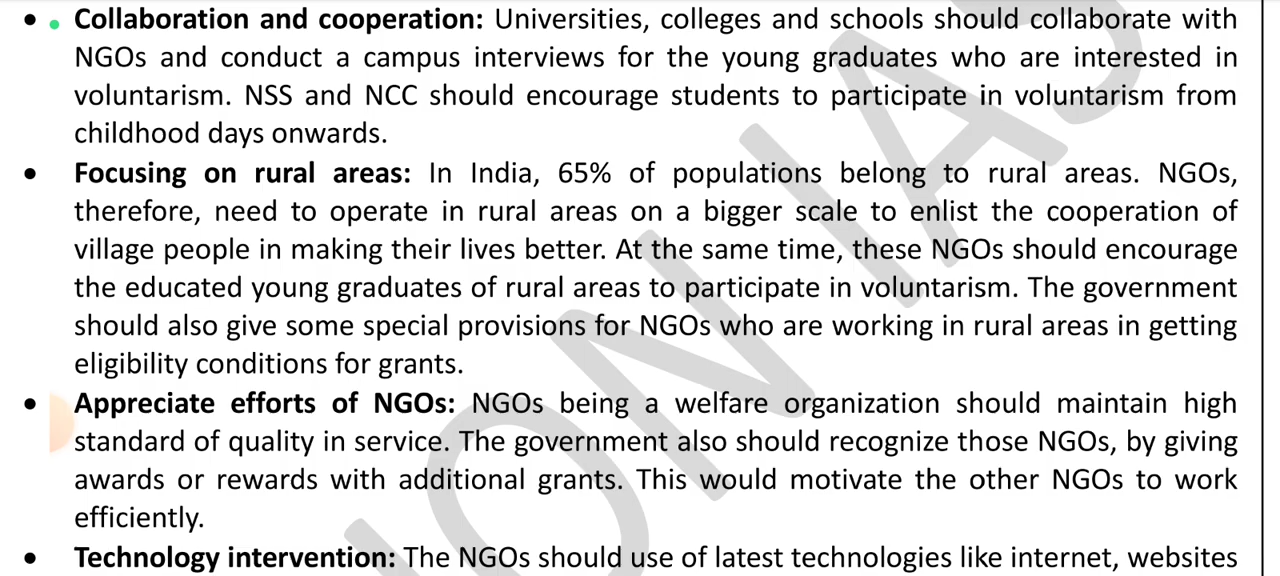 • Collaboration and cooperation: Universities, colleges and schools should collaborate with
NGOs and conduct a campus interviews for the young graduates who are interested in
voluntarism. NSS and NCC should encourage students to participate in voluntarism from
childhood days onwards.
• Focusing on rural areas: In India, 65% of populations belong to rural areas. NGOs,
therefore, need to operate in rural areas on a bigger scale to enlist the cooperation of
village people in making their lives better. At the same time, these NGOs should encourage
the educated young graduates of rural areas to participate in voluntarism. The government
should also give some special provisions for NGOs who are working in rural areas in getting
eligibility conditions for grants.
• Appreciate efforts of NGOs: NGOs being a welfare organization should maintain high
standard of quality in service. The government also should recognize those NGOs, by giving
awards or rewards with additional grants. This would motivate the other NGOs to work
efficiently.
• Technology intervention: The NGOs should use of latest technologies like internet, websites